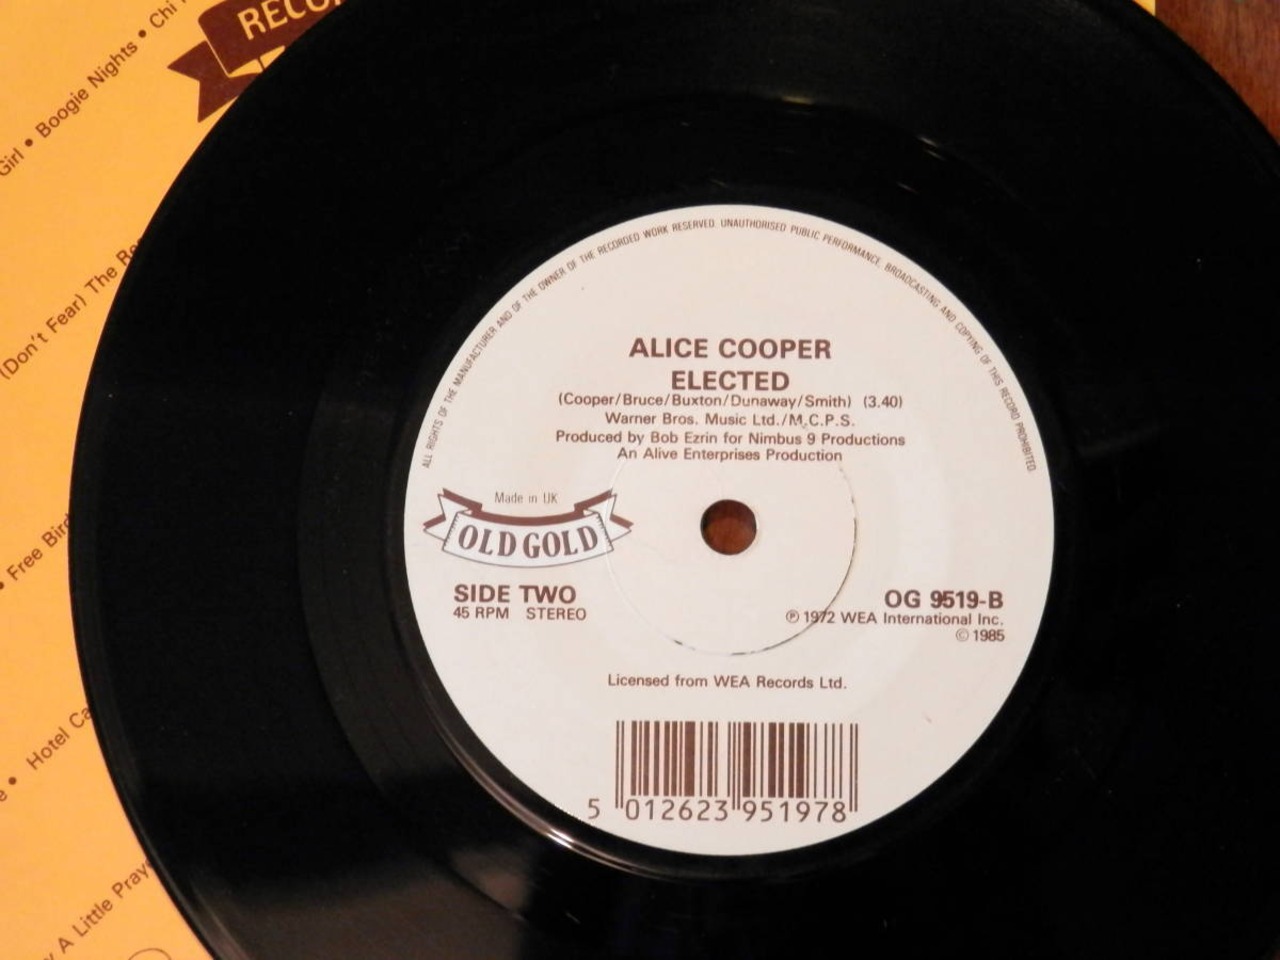 RECO
Girl • Boogie Nights • Chi
(Don't Fear) The Re
• Free Bird
• Hotel Ca
A Little Pray
ALL RIGHTS OF THE MANUFACTURER AND OF THE OWNER OF THE RECORDED WORK RESERVED. UNAUTHORISED PUBLIC PERFORMANCE, BROADCASTING AND COPYING OF THIS RECORD PROHIBITED.
ALICE COOPER
ELECTED
(Cooper/Bruce/Buxton/Dunaway/Smith) (3.40)
Warner Bros. Music Ltd./M.C.P.S.
Produced by Bob Ezrin for Nimbus 9 Productions
An Alive Enterprises Production
Made in UK
OLD GOLD
SIDE TWO
45 RPM STEREO
OG 9519-B
℗ 1972 WEA International Inc.
© 1985
Licensed from WEA Records Ltd.
5 012623 951978